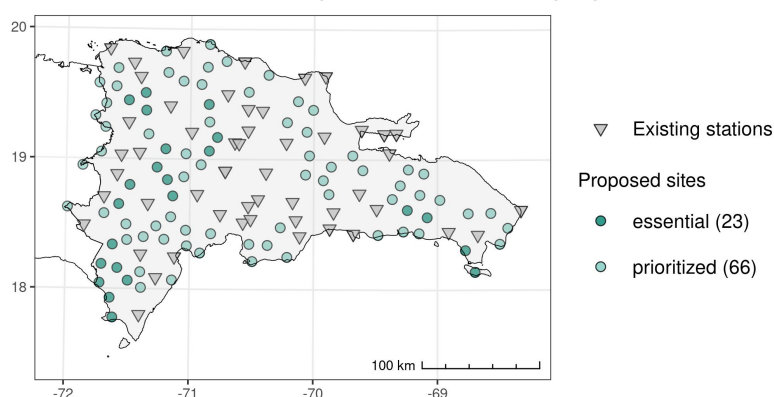 20
19
18
-72
-71
-70
-69
100 km
Existing stations
Proposed sites
essential (23)
prioritized (66)